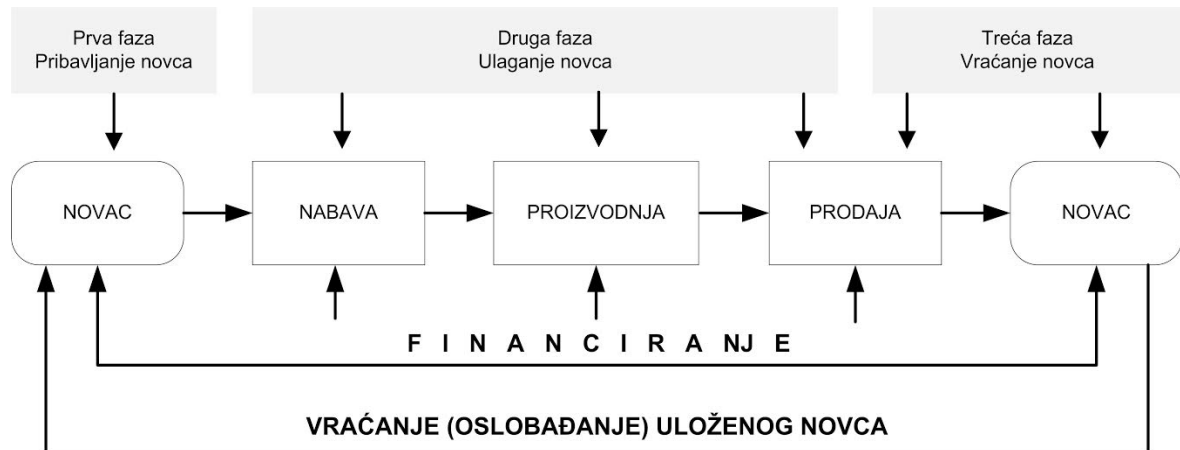 Prva faza
Pribavljanje novca
Druga faza
Ulaganje novca
Treća faza
Vraćanje novca
NOVAC
NABAVA
PROIZVODNJA
PRODAJA
NOVAC
F I N A N C I R A NJ E
VRAĆANJE (OSLOBAĐANJE) ULOŽENOG NOVCA